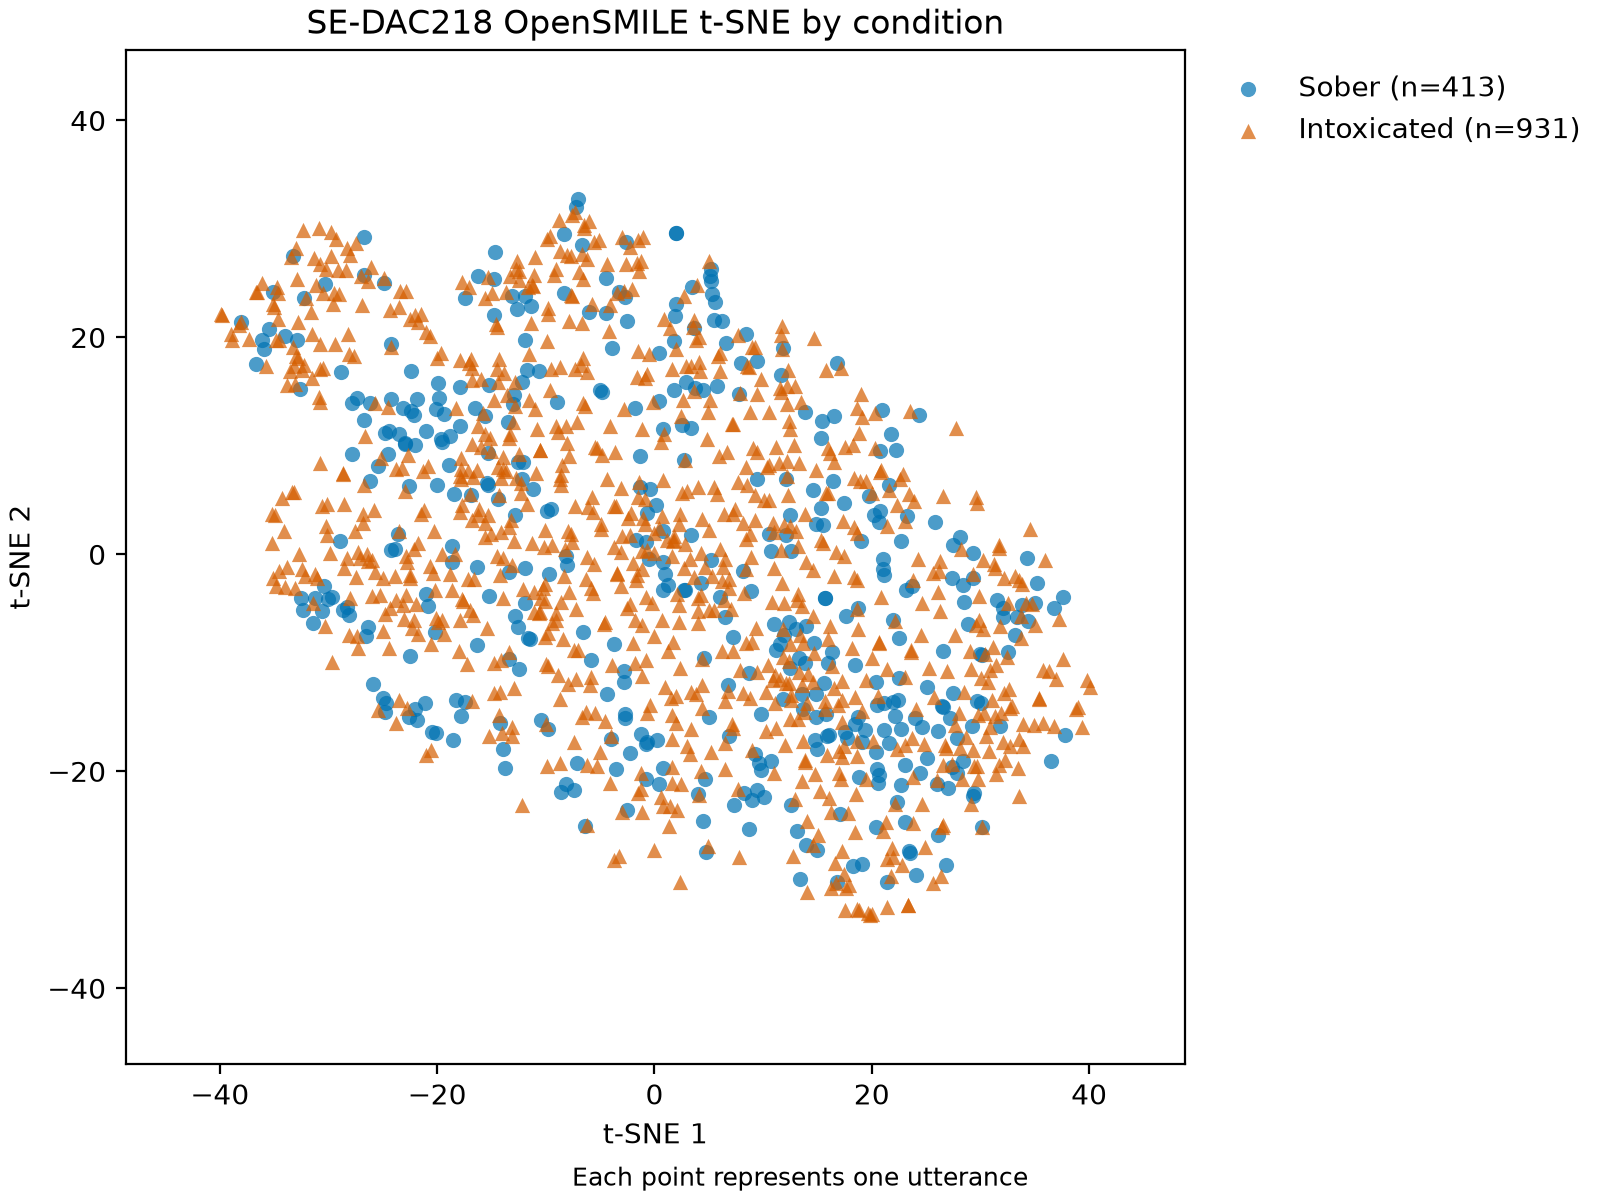 SE-DAC218 OpenSMILE t-SNE by condition
Sober (n=413)
Intoxicated (n=931)
40
20
0
−20
−40
t-SNE 2
−40
−20
0
20
40
t-SNE 1
Each point represents one utterance